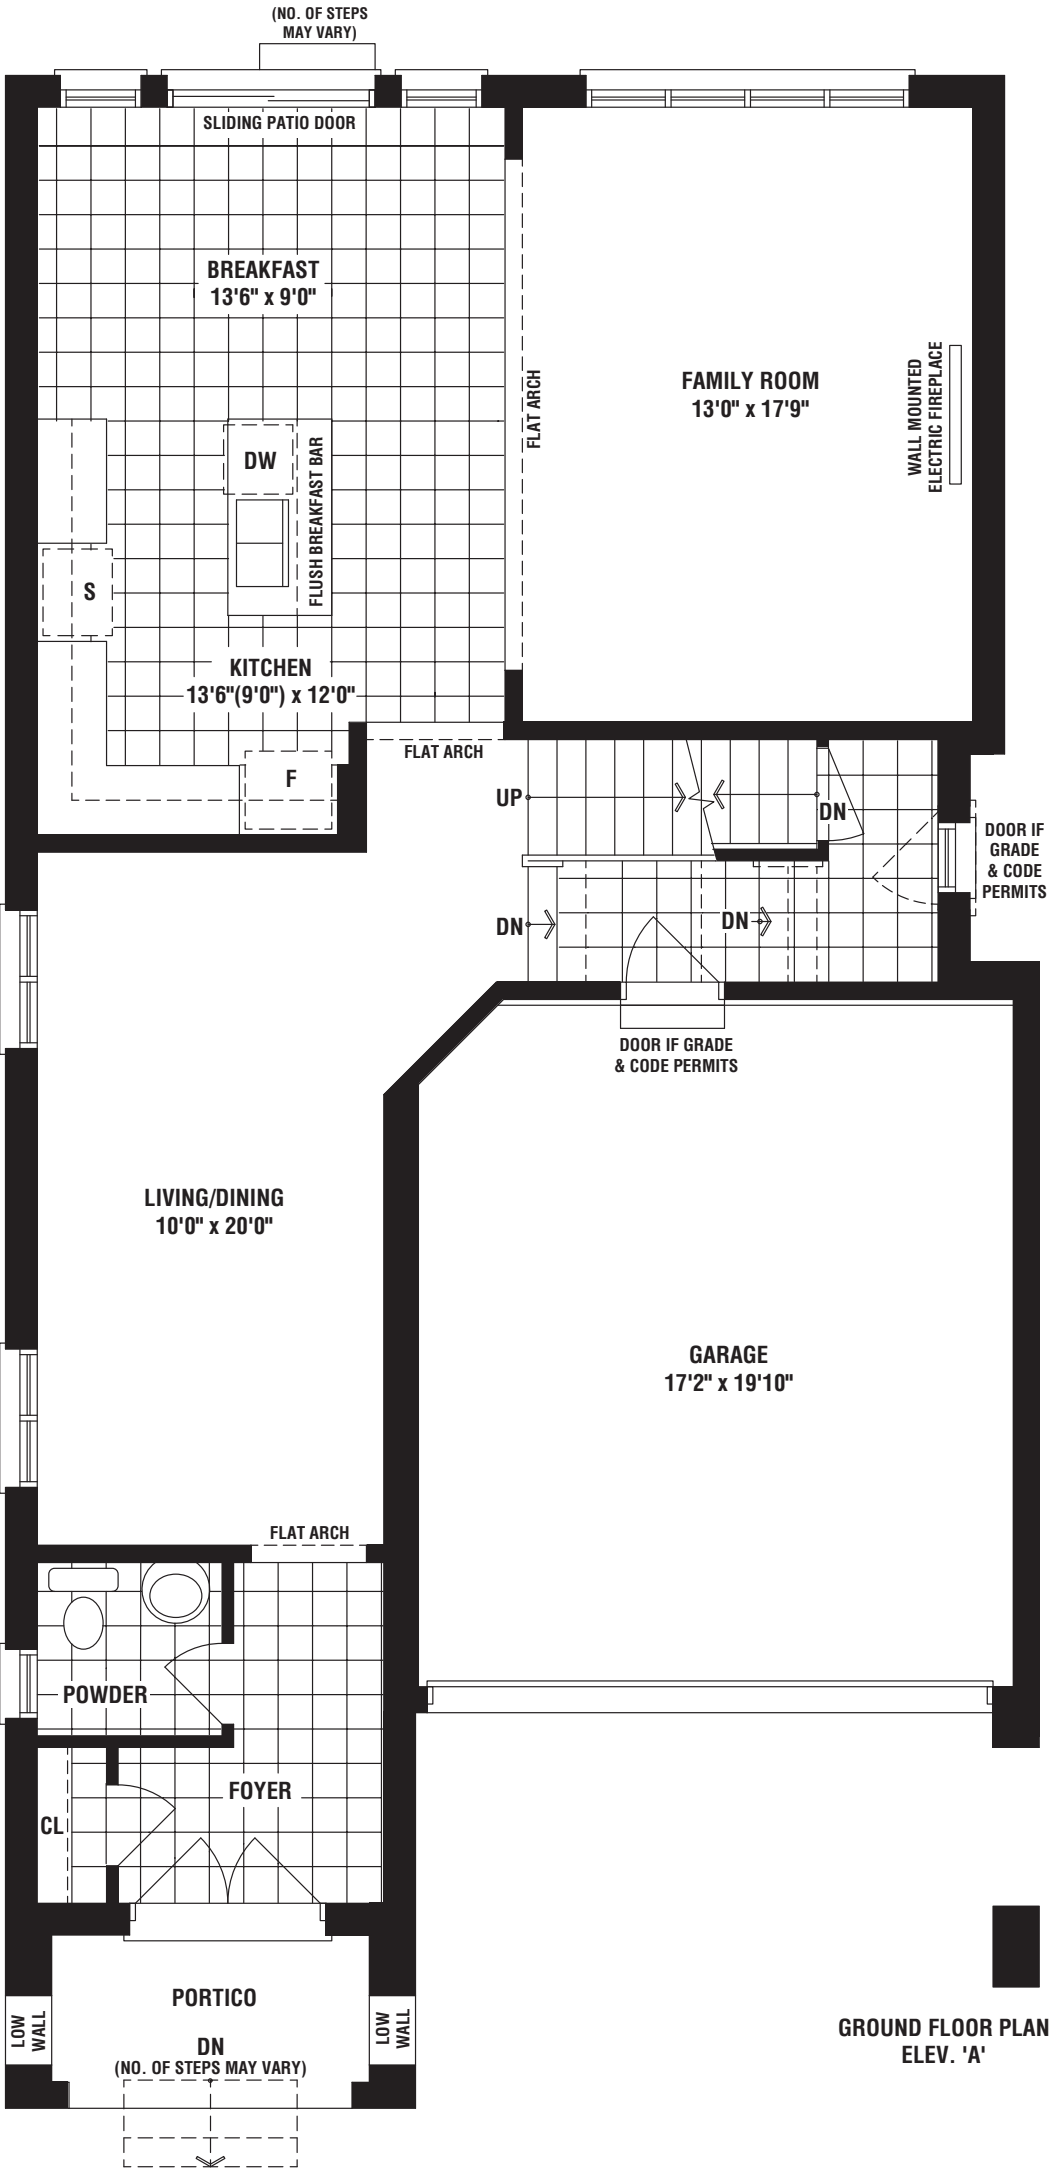 (NO. OF STEPS
MAY VARY)
SLIDING PATIO DOOR
BREAKFAST
13'6" x 9'0"
FAMILY ROOM
13'0" x 17'9"
WALL MOUNTED
ELECTRIC FIREPLACE
FLAT ARCH
DW
FLUSH BREAKFAST BAR
S
KITCHEN
13'6"(9'0") x 12'0"
FLAT ARCH
F
UP
DN
DOOR IF
GRADE
& CODE
PERMITS
DN
DN
DOOR IF GRADE
& CODE PERMITS
LIVING/DINING
10'0" x 20'0"
GARAGE
17'2" x 19'10"
FLAT ARCH
POWDER
FOYER
CL
PORTICO
LOW
WALL
LOW
WALL
DN
(NO. OF STEPS MAY VARY)
GROUND FLOOR PLAN
ELEV. 'A'